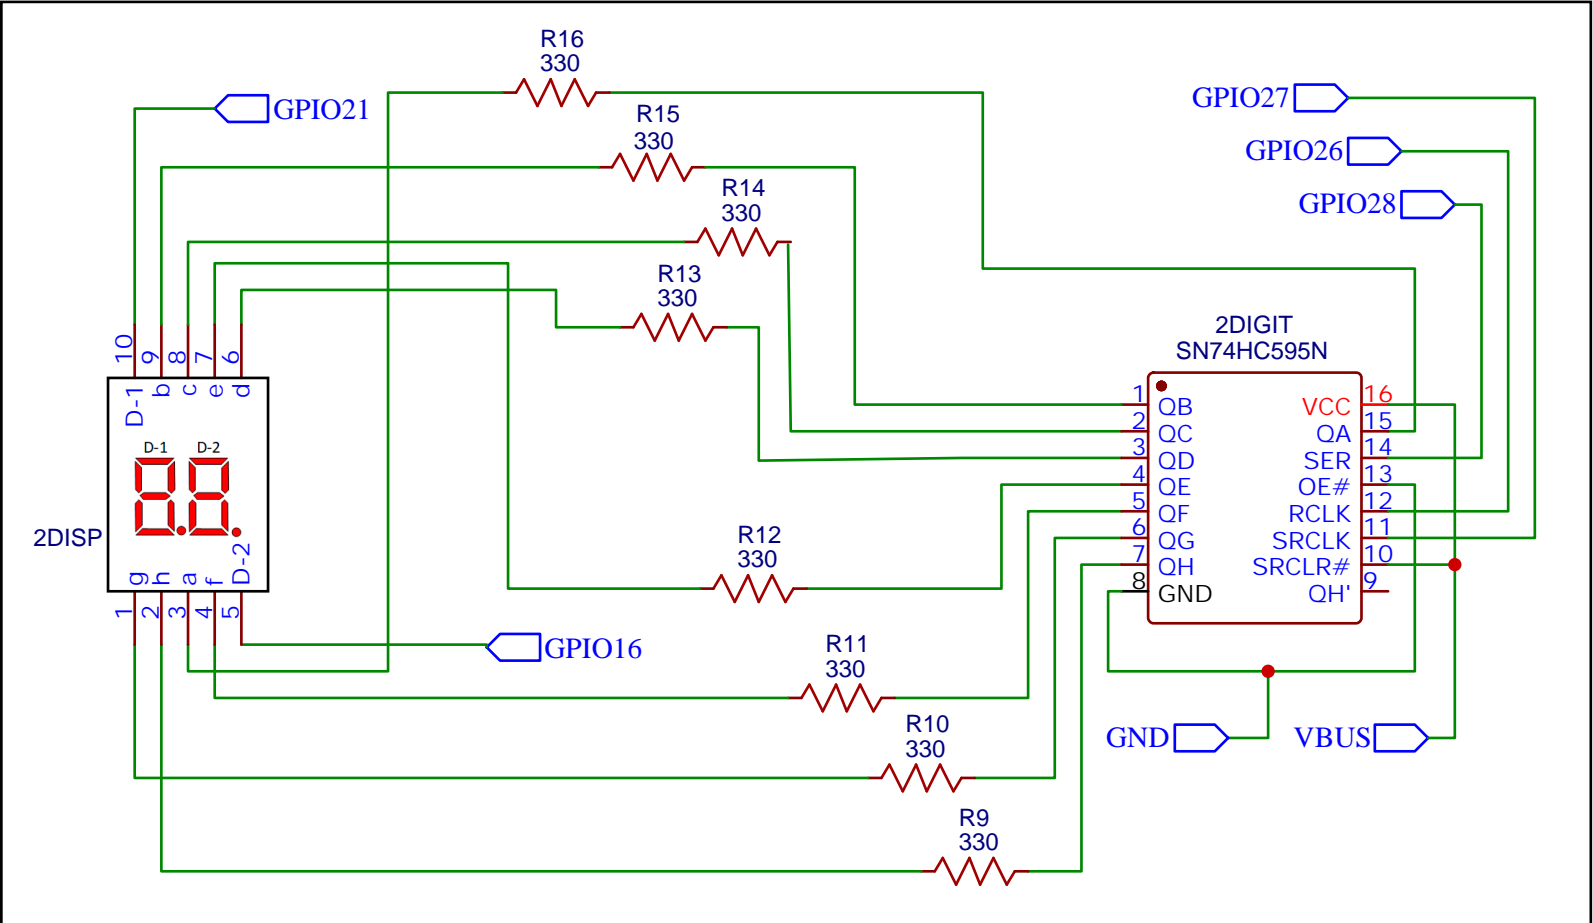 R16
330
GPIO21
R15
330
R14
330
R13
330
GPIO27
GPIO26
GPIO28
10
9
8
7
6
D-1
b
c
e
d
D-1 D-2
2DISP
g
h
a
f
D-2
1
2
3
4
5
GPIO16
R12
330
R11
330
R10
330
R9
330
2DIGIT
SN74HC595N
1 QB VCC 16
2 QC QA 15
3 QD SER 14
4 QE OE# 13
5 QF RCLK 12
6 QG SRCLK 11
7 QH SRCLR# 10
8 GND QH' 9
GND
VBUS